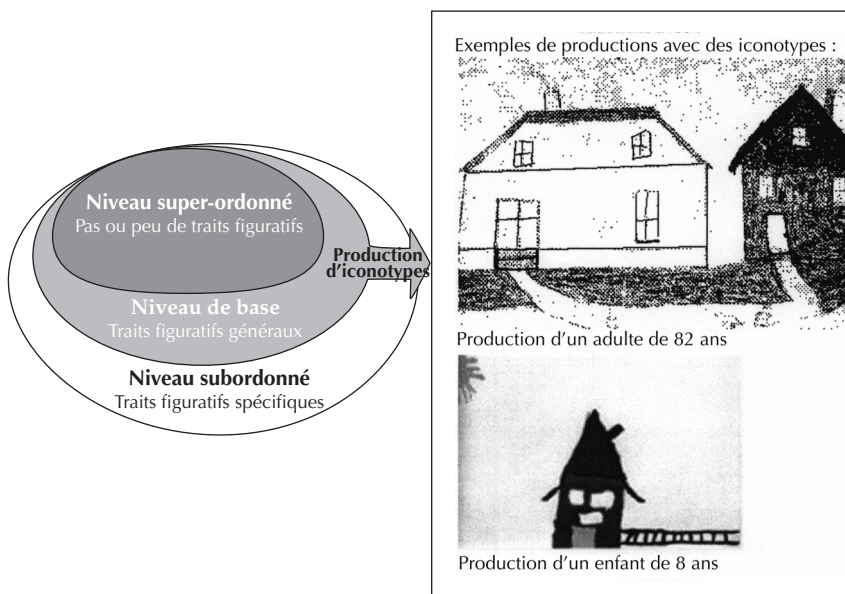 Niveau super-ordonné
Pas ou peu de traits figuratifs
Production
d’iconotypes
Niveau de base
Traits figuratifs généraux
Niveau subordonné
Traits figuratifs spécifiques
Exemples de productions avec des iconotypes :
Production d’un adulte de 82 ans
Production d’un enfant de 8 ans